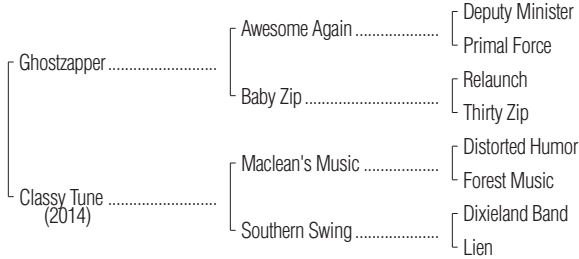 Deputy Minister
Awesome Again
Primal Force
Ghostzapper
Relaunch
Baby Zip
Thirty Zip
Distorted Humor
Maclean's Music
Forest Music
Classy Tune
(2014)
Dixieland Band
Southern Swing
Lien